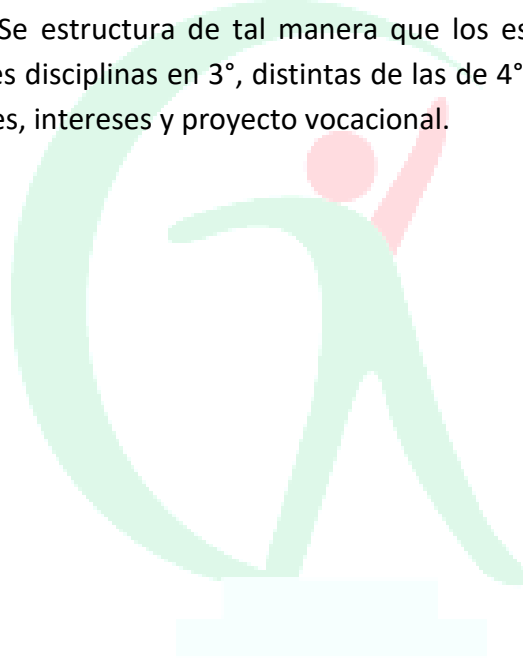 Se estructura de tal manera que los es
es disciplinas en 3°, distintas de las de 4°
es, intereses y proyecto vocacional.